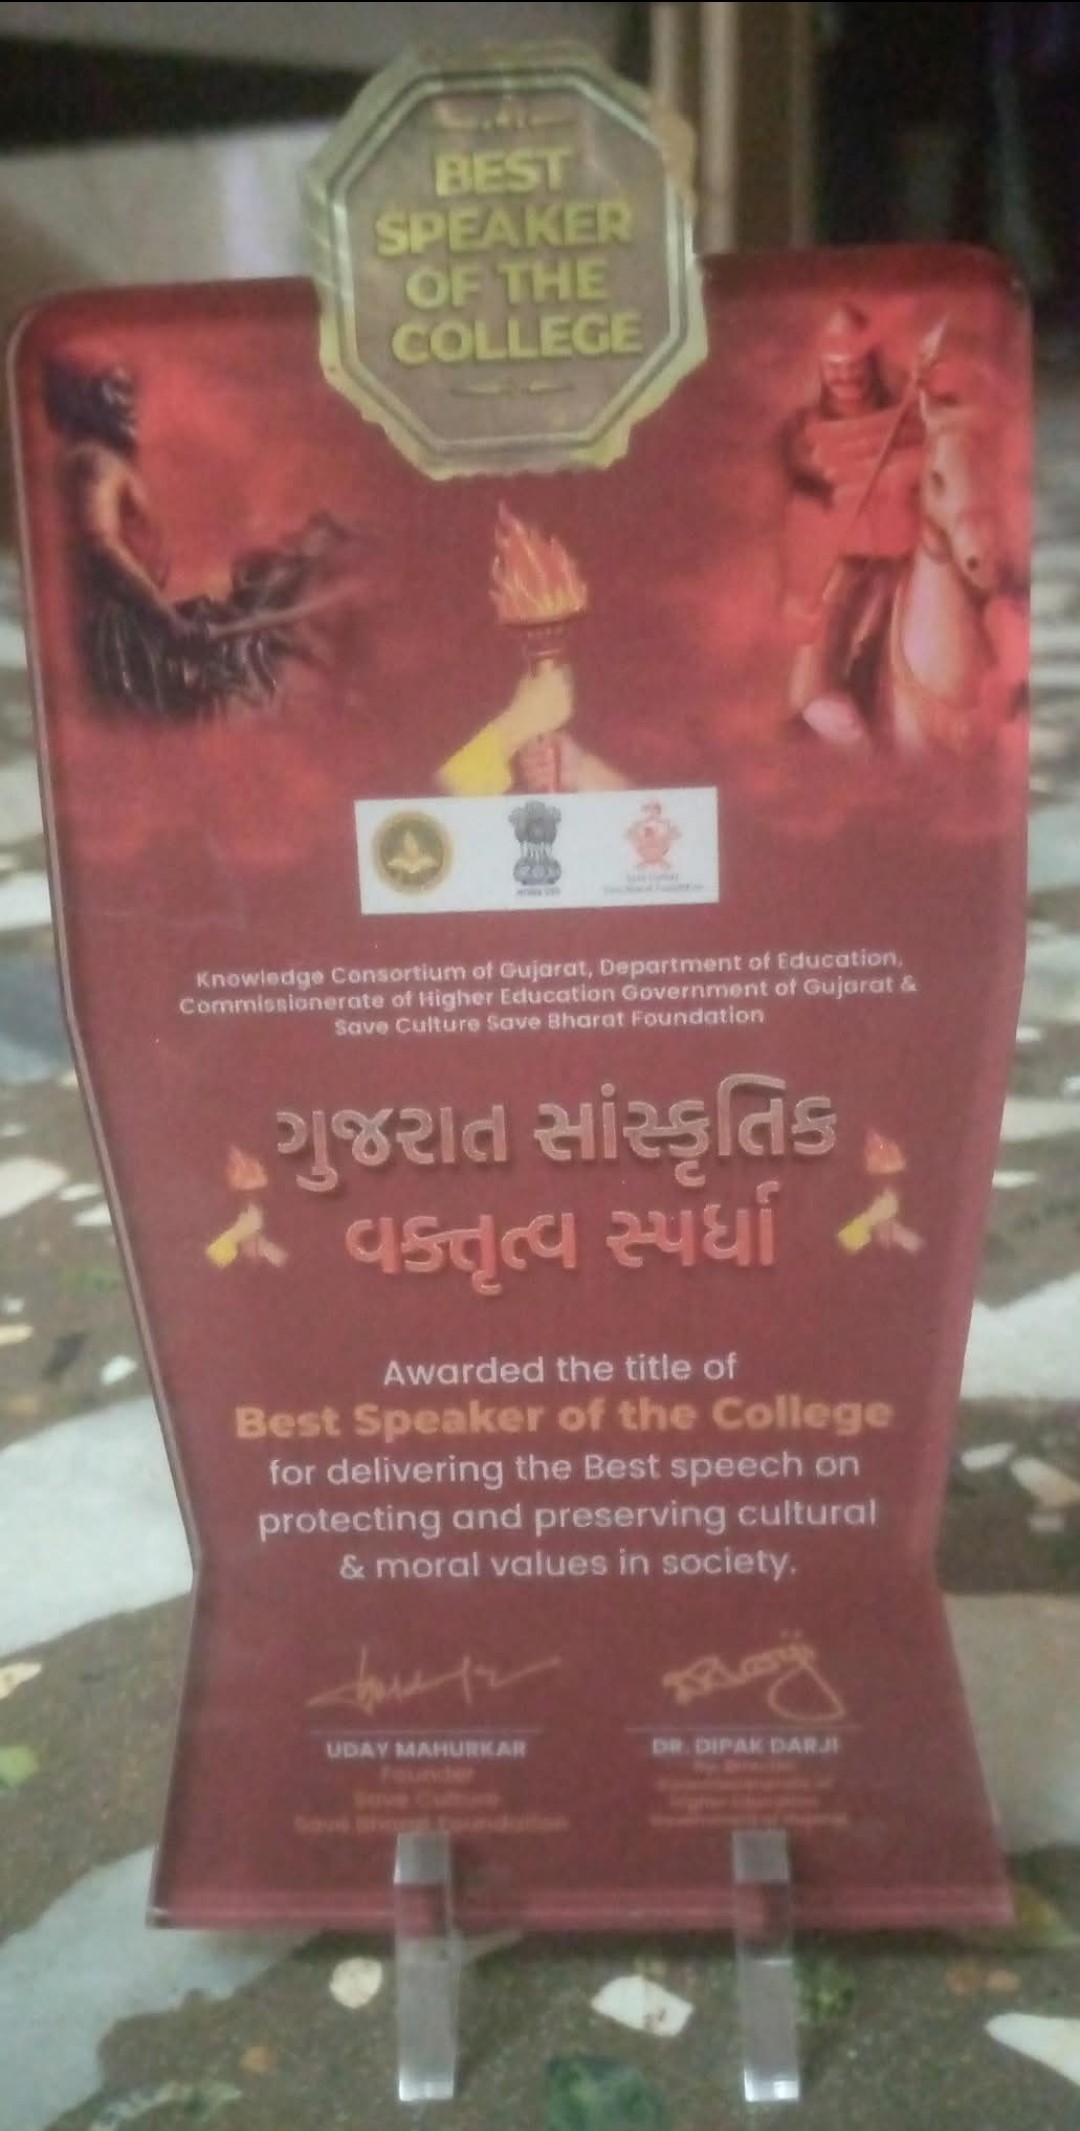 BEST
SPEAKER
OF THE
COLLEGE
Knowledge Consortium of Gujarat, Department of Education,
Commissionerate of Higher Education Government of Gujarat &
Save Culture Save Bharat Foundation
ગુજરાત સાંસ્કૃતિક
વક્તૃત્વ સ્પર્ધા
Awarded the title of
Best Speaker of the College
for delivering the Best speech on
protecting and preserving cultural
& moral values in society.
UDAY MAHURKAR
Founder
Save Culture
Save Bharat Foundation
DR. DIPAK DARJI
Higher Education